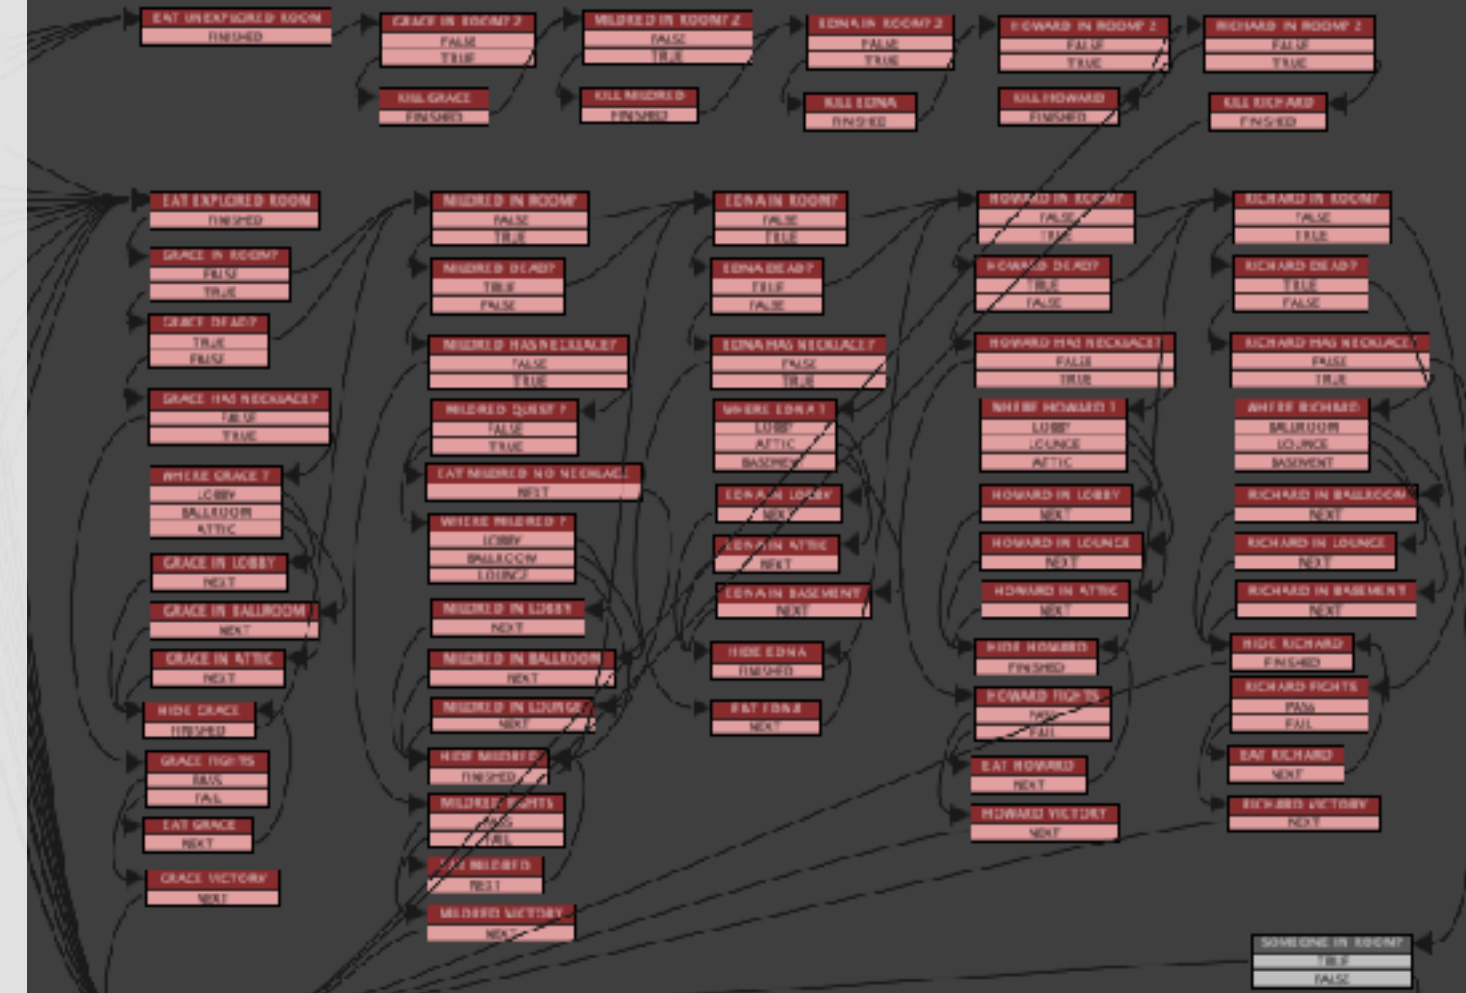 EAT UNEXPLORED ROOM
FINISHED
GRACE IN ROOM? 2
FALSE
TRUE
KILL GRACE
FINISHED
MILDRED IN ROOM? 2
FALSE
TRUE
KILL MILDRED
FINISHED
EDNA IN ROOM? 2
FALSE
TRUE
KILL EDNA
FINISHED
HOWARD IN ROOM? 2
FALSE
TRUE
KILL HOWARD
FINISHED
RICHARD IN ROOM? 2
FALSE
TRUE
KILL RICHARD
FINISHED
EAT EXPLORED ROOM
FINISHED
GRACE IN ROOM?
FALSE
TRUE
GRACE DEAD?
TRUE
FALSE
GRACE HAS NECKLACE?
FALSE
TRUE
WHERE GRACE ?
LOBBY
BALLROOM
ATTIC
GRACE IN LOBBY
NEXT
GRACE IN BALLROOM
NEXT
GRACE IN ATTIC
NEXT
HIDE GRACE
FINISHED
GRACE FIGHTS
PASS
FAIL
EAT GRACE
NEXT
GRACE VICTORY
NEXT
MILDRED IN ROOM?
FALSE
TRUE
MILDRED DEAD?
TRUE
FALSE
MILDRED HAS NECKLACE?
FALSE
TRUE
MILDRED QUEST ?
FALSE
TRUE
EAT MILDRED NO NECKLACE
NEXT
WHERE MILDRED ?
LOBBY
BALLROOM
LOUNGE
MILDRED IN LOBBY
NEXT
MILDRED IN BALLROOM
NEXT
MILDRED IN LOUNGE
NEXT
HIDE MILDRED
FINISHED
MILDRED FIGHTS
PASS
FAIL
EAT MILDRED
NEXT
MILDRED VICTORY
NEXT
EDNA IN ROOM?
FALSE
TRUE
EDNA DEAD?
TRUE
FALSE
EDNA HAS NECKLACE?
FALSE
TRUE
WHERE EDNA ?
LOBBY
ATTIC
BASEMENT
EDNA IN LOBBY
NEXT
EDNA IN ATTIC
NEXT
EDNA IN BASEMENT
NEXT
HIDE EDNA
FINISHED
EAT EDNA
NEXT
HOWARD IN ROOM?
FALSE
TRUE
HOWARD DEAD?
TRUE
FALSE
HOWARD HAS NECKLACE?
FALSE
TRUE
WHERE HOWARD ?
LOBBY
LOUNGE
ATTIC
HOWARD IN LOBBY
NEXT
HOWARD IN LOUNGE
NEXT
HOWARD IN ATTIC
NEXT
HIDE HOWARD
FINISHED
HOWARD FIGHTS
PASS
FAIL
EAT HOWARD
NEXT
HOWARD VICTORY
NEXT
RICHARD IN ROOM?
FALSE
TRUE
RICHARD DEAD?
TRUE
FALSE
RICHARD HAS NECKLACE?
FALSE
TRUE
WHERE RICHARD
BALLROOM
LOUNGE
BASEMENT
RICHARD IN BALLROOM
NEXT
RICHARD IN LOUNGE
NEXT
RICHARD IN BASEMENT
NEXT
HIDE RICHARD
FINISHED
RICHARD FIGHTS
PASS
FAIL
EAT RICHARD
NEXT
RICHARD VICTORY
NEXT
SOMEONE IN ROOM?
TRUE
FALSE